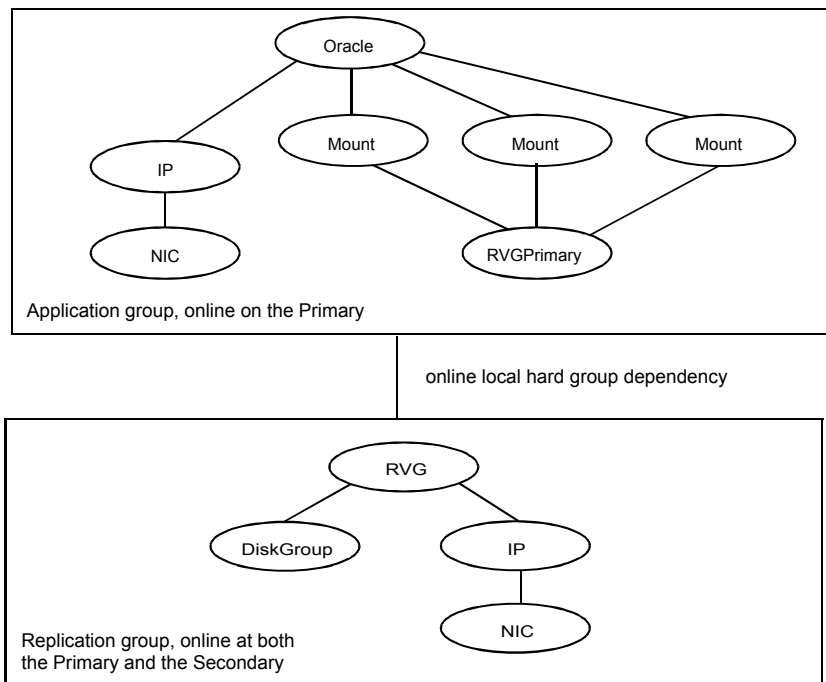 Oracle
Mount
Mount
Mount
IP
NIC
RVGPrimary
Application group, online on the Primary
online local hard group dependency
RVG
DiskGroup
IP
NIC
Replication group, online at both
the Primary and the Secondary